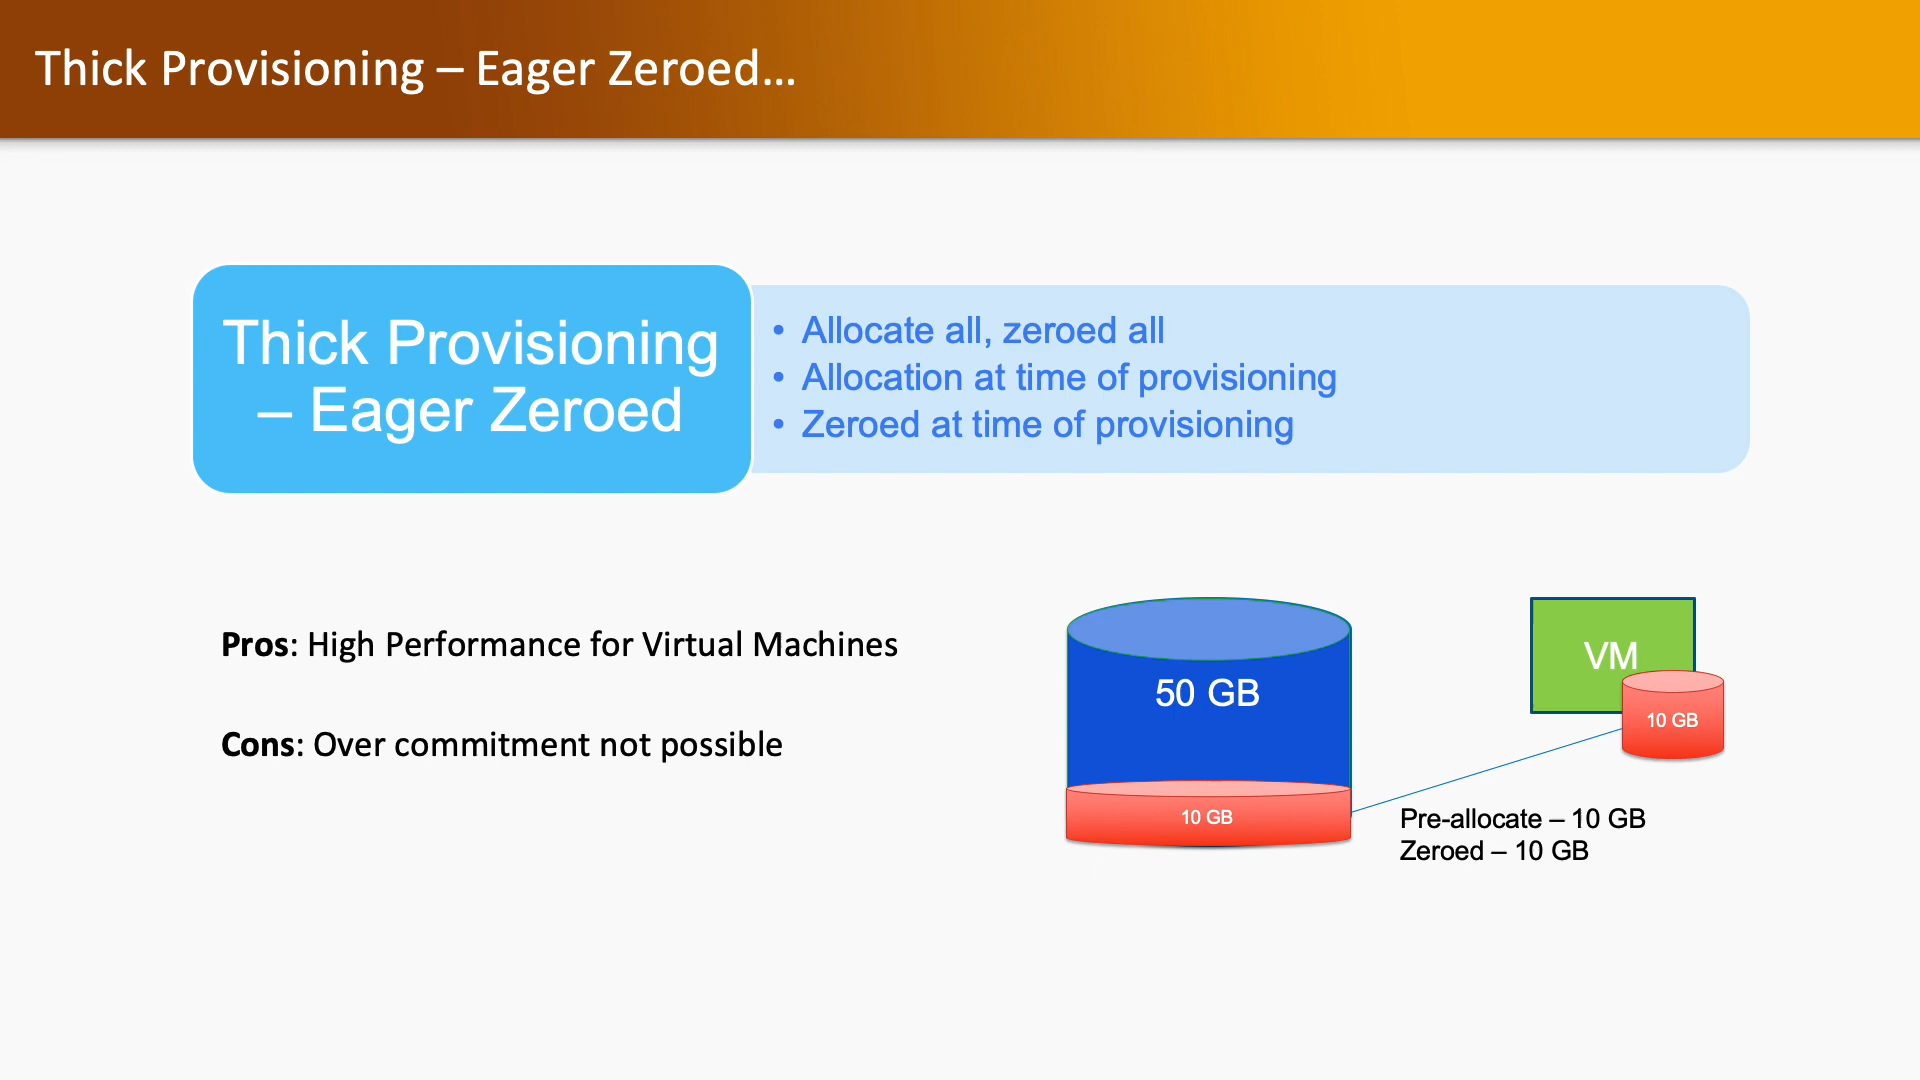 Thick Provisioning – Eager Zeroed...
Thick Provisioning
– Eager Zeroed
• Allocate all, zeroed all
• Allocation at time of provisioning
• Zeroed at time of provisioning
Pros: High Performance for Virtual Machines
Cons: Over commitment not possible
50 GB
10 GB
VM
10 GB
Pre-allocate – 10 GB
Zeroed – 10 GB